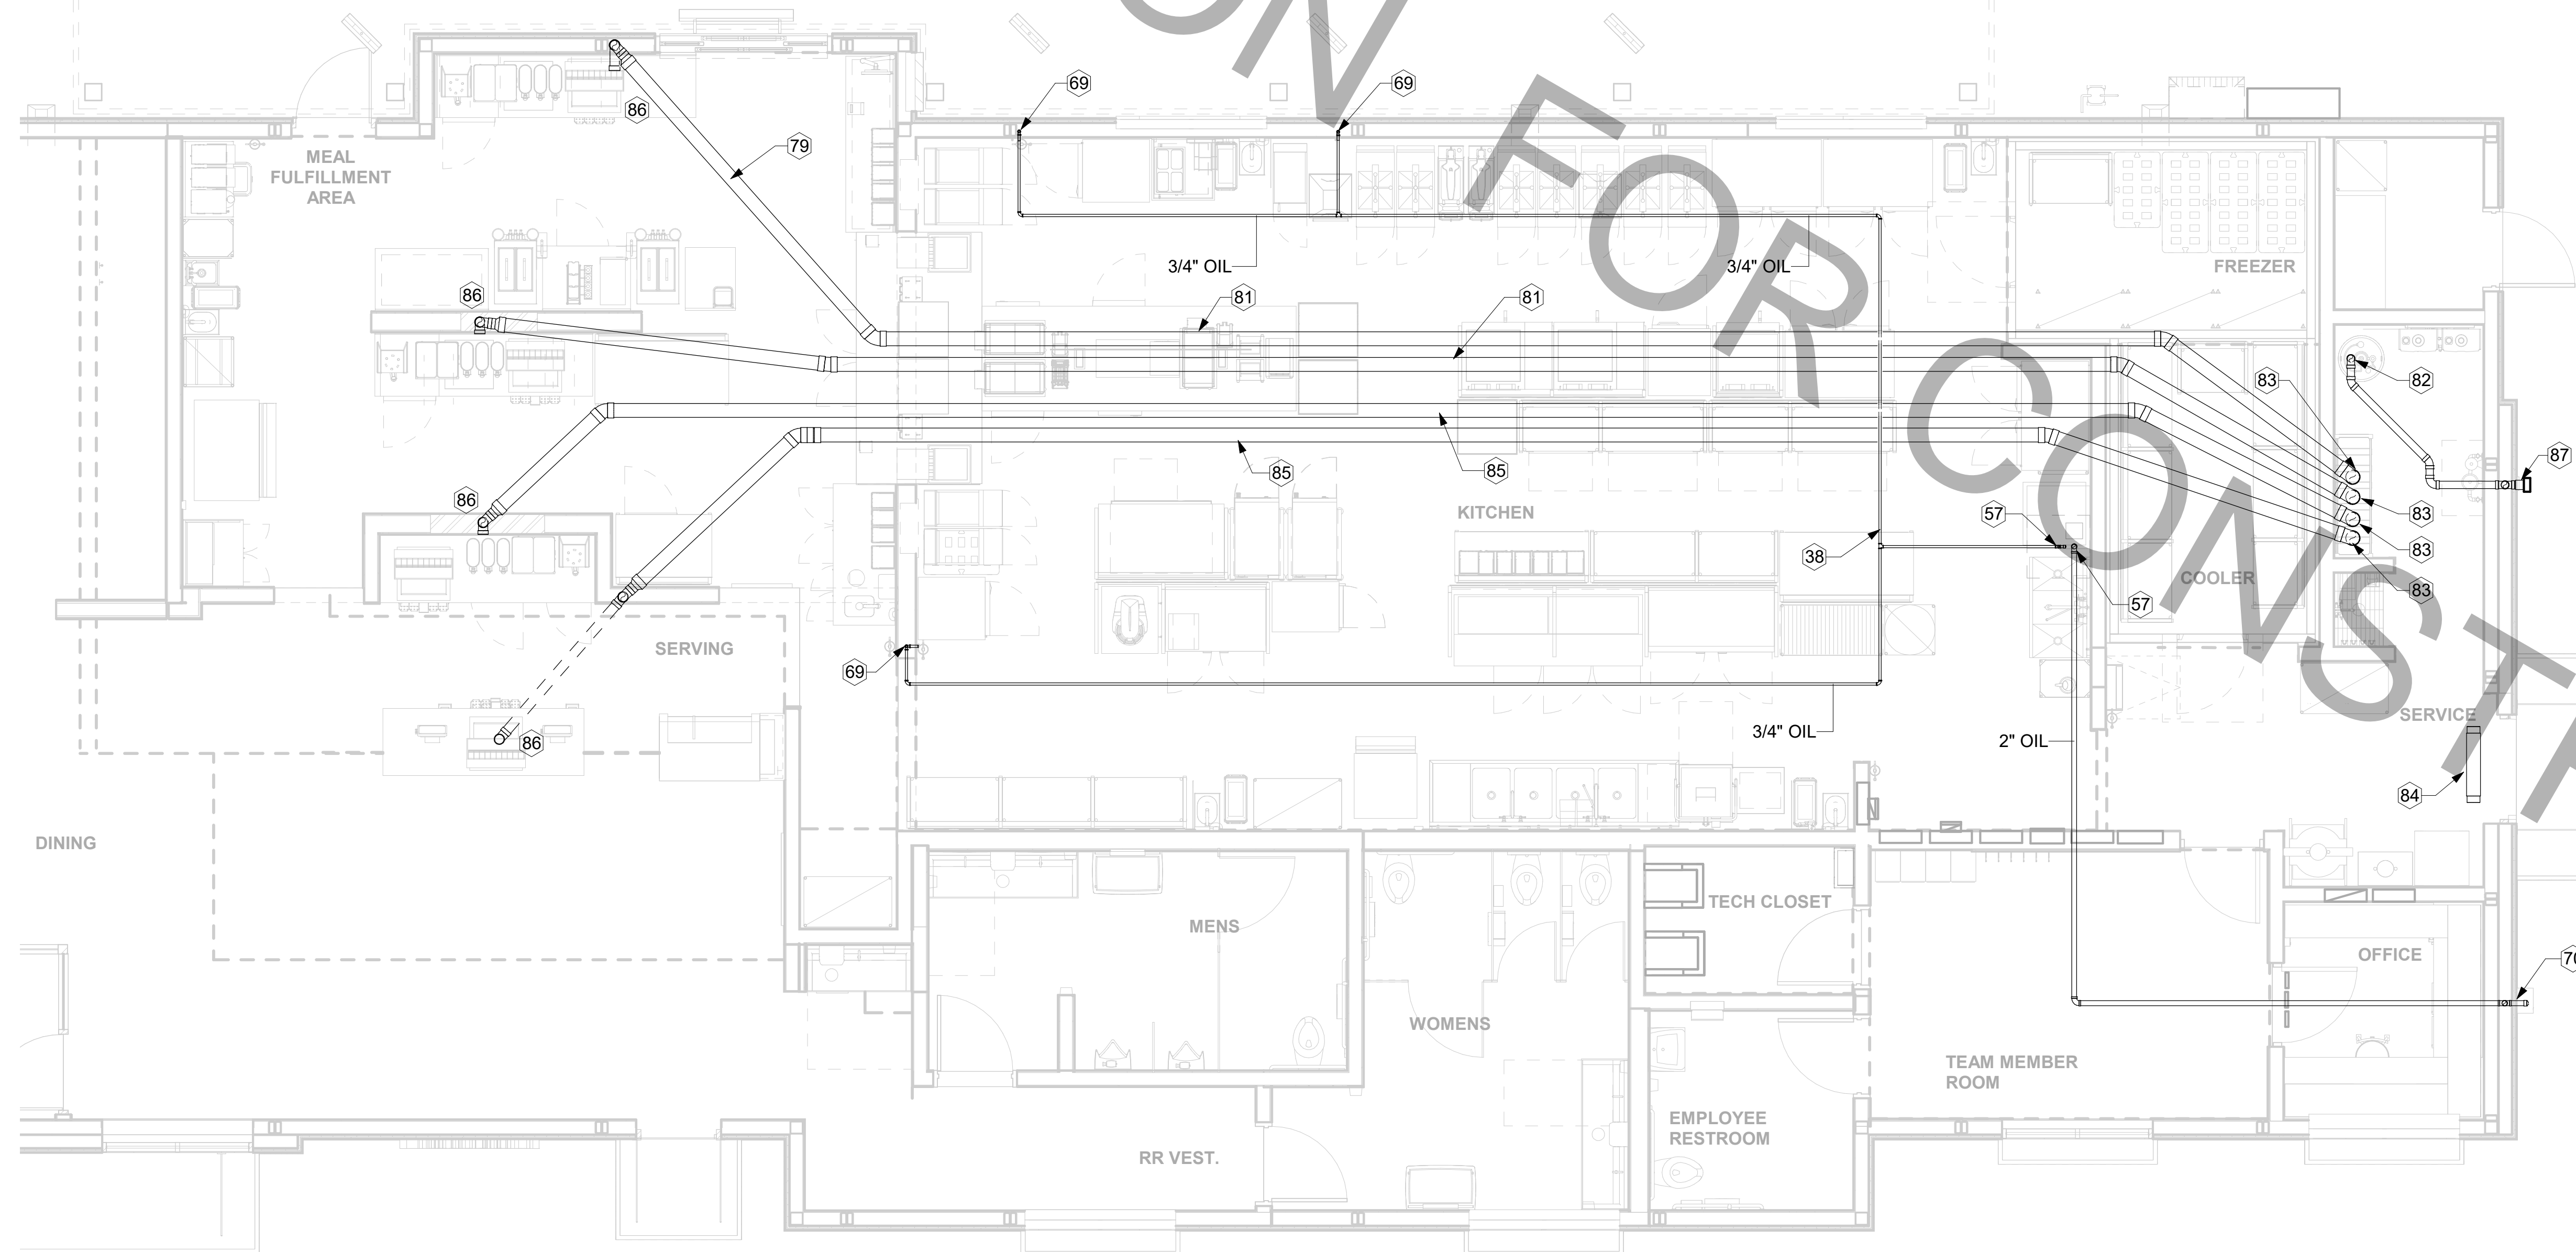 ON FOR CONSTR
69
69
86
79
MEAL
FULFILLMENT
AREA
3/4" OIL
3/4" OIL
FREEZER
86
81
81
82
83
87
85
85
86
KITCHEN
57
83
38
83
COOLER
83
57
SERVING
69
SERVICE
3/4" OIL
2" OIL
86
84
DINING
TECH CLOSET
MENS
OFFICE
70
WOMENS
TEAM MEMBER
ROOM
EMPLOYEE
RESTROOM
RR VEST.